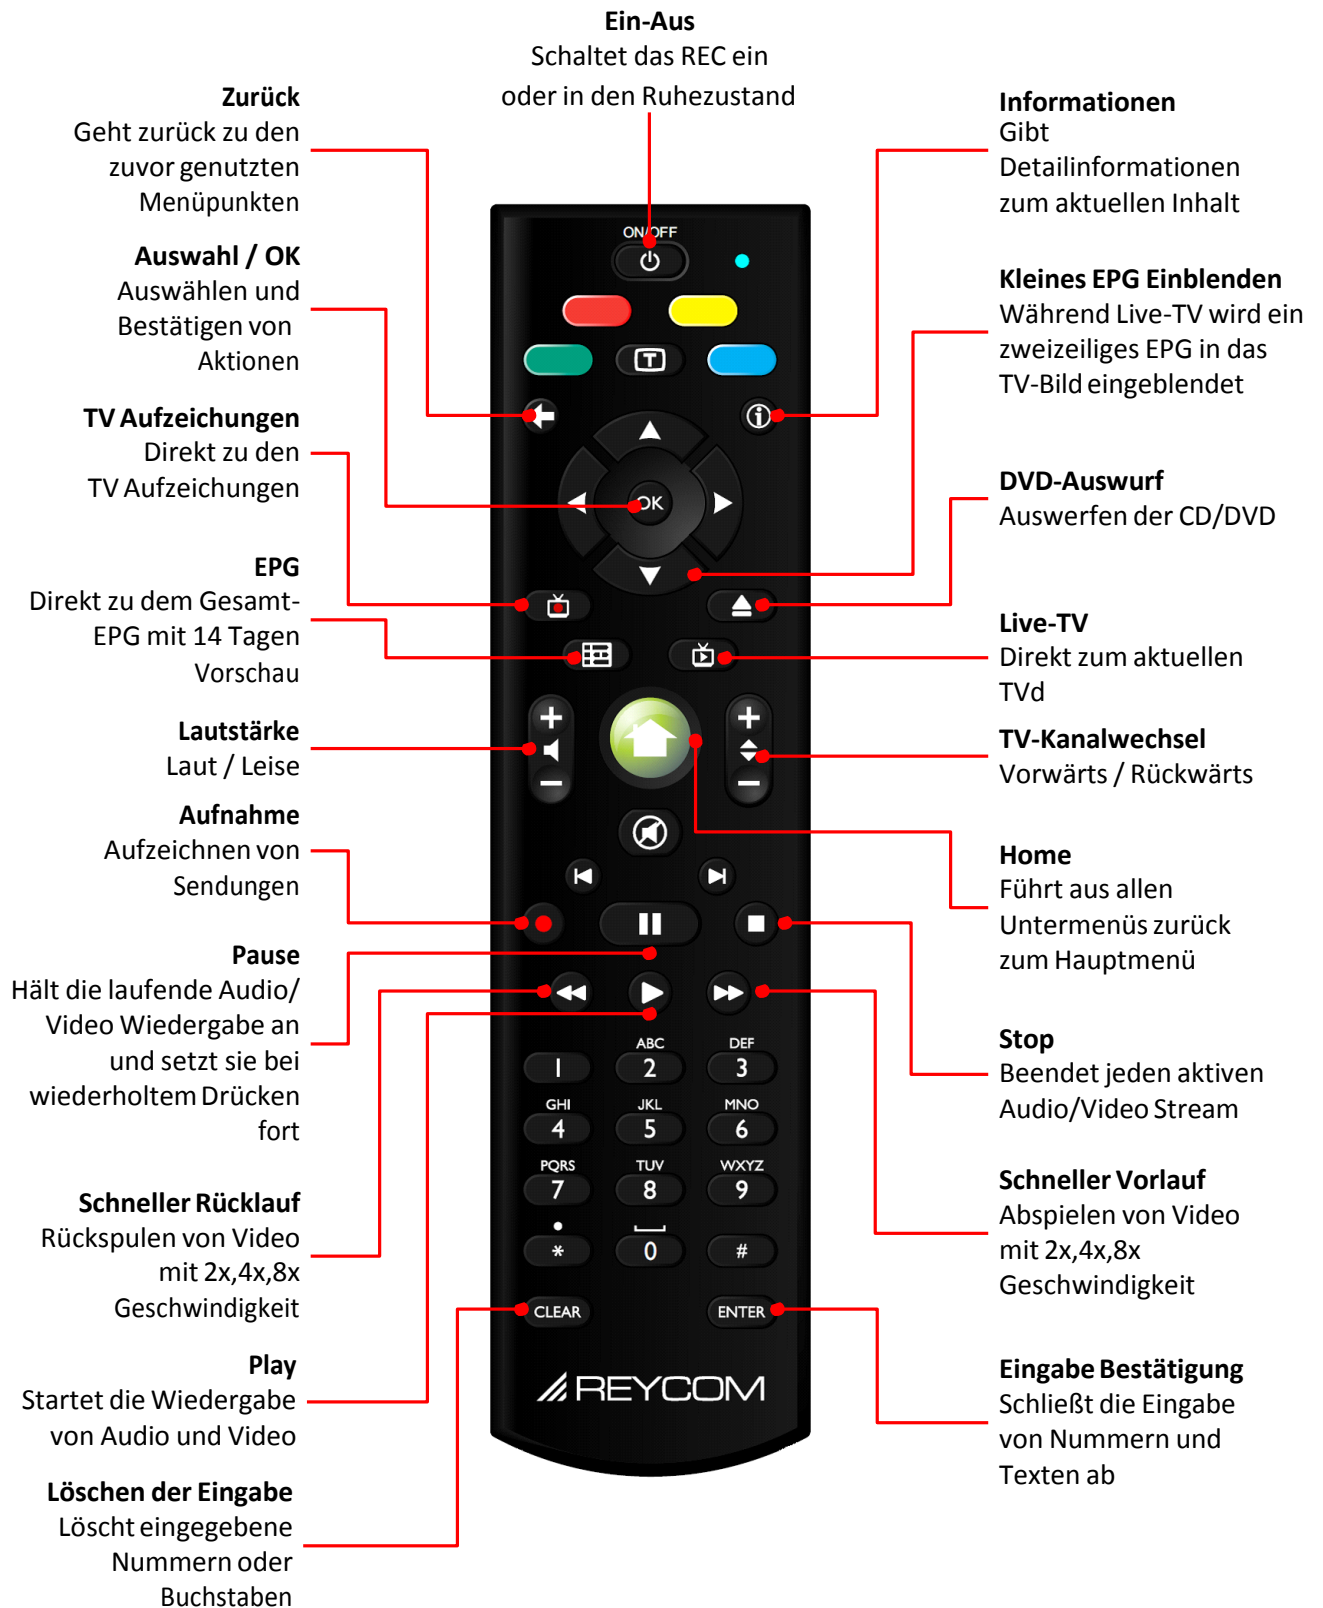 Ein-Aus
Schaltet das REC ein
oder in den Ruhezustand
Zurück
Geht zurück zu den
zuvor genutzten
Menüpunkten
Auswahl / OK
Auswählen und
Bestätigen von
Aktionen
TV Aufzeichungen
Direkt zu den
TV Aufzeichungen
EPG
Direkt zu dem Gesamt-
EPG mit 14 Tagen
Vorschau
Lautstärke
Laut / Leise
Aufnahme
Aufzeichnen von
Sendungen
Pause
Hält die laufende Audio/
Video Wiedergabe an
und setzt sie bei
wiederholtem Drücken
fort
Schneller Rücklauf
Rückspulen von Video
mit 2x,4x,8x
Geschwindigkeit
Play
Startet die Wiedergabe
von Audio und Video
Löschen der Eingabe
Löscht eingegebene
Nummern oder
Buchstaben
ON/OFF
T
i
OK
ABC DEF
1 2 3
GHI JKL MNO
4 5 6
PQRS TUV WXYZ
7 8 9
* 0 #
CLEAR ENTER
REYCOM
Informationen
Gibt
Detailinformationen
zum aktuellen Inhalt
Kleines EPG Einblenden
Während Live-TV wird ein
zweizeiliges EPG in das
TV-Bild eingeblendet
DVD-Auswurf
Auswerfen der CD/DVD
Live-TV
Direkt zum aktuellen
TVd
TV-Kanalwechsel
Vorwärts / Rückwärts
Home
Führt aus allen
Untermenüs zurück
zum Hauptmenü
Stop
Beendet jeden aktiven
Audio/Video Stream
Schneller Vorlauf
Abspielen von Video
mit 2x,4x,8x
Geschwindigkeit
Eingabe Bestätigung
Schließt die Eingabe
von Nummern und
Texten ab